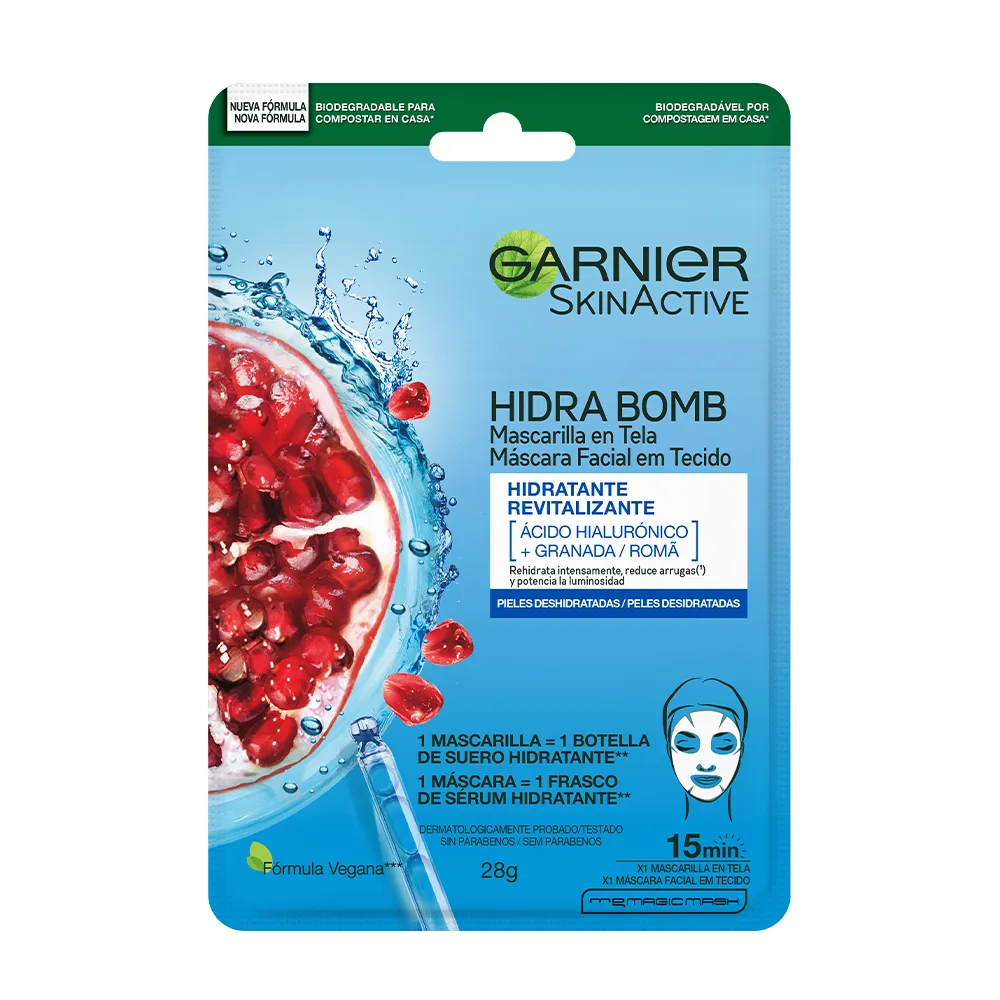 NUEVA FÓRMULA
NOVA FÓRMULA
BIODEGRADABLE PARA
COMPOSTAR EN CASA*
BIODEGRADÁVEL POR
COMPOSTAGEM EM CASA*
GARNIER
SKINACTIVE
HIDRA BOMB
Mascarilla en Tela
Máscara Facial em Tecido
HIDRATANTE
REVITALIZANTE
[ÁCIDO HIALURÓNICO
+ GRANADA / ROMÃ]
Rehidrata intensamente, reduce arrugas(¹)
y potencia la luminosidad
PIELES DESHIDRATADAS / PELES DESIDRATADAS
1 MASCARILLA = 1 BOTELLA
DE SUERO HIDRATANTE**
1 MÁSCARA = 1 FRASCO
DE SÉRUM HIDRATANTE**
DERMATOLOGICAMENTE PROBADO/TESTADO
SIN PARABENOS / SEM PARABENOS
Fórmula Vegana***
28g
15min
X1 MASCARILLA EN TELA
X1 MÁSCARA FACIAL EM TECIDO
MAGIC MASK